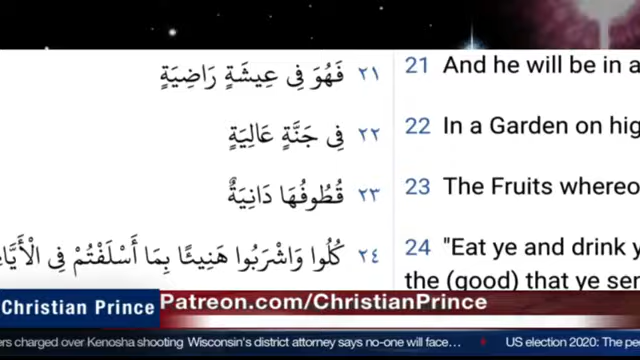 ٢١ فَهُوَ فِى عِيشَةٍ رَاضِيَةٍ
21 And he will be in a
٢٢ فِى جَنَّةٍ عَالِيَةٍ
22 In a Garden on hig
٢٣ قُطُوفُهَا دَانِيَةٌ
23 The Fruits whereo
٢٤ كُلُوا وَاشْرَبُوا هَنِيئًا بِمَا أَسْلَفْتُمْ فِى الْأَيَّا
24 "Eat ye and drink y
the (good) that ye sen
Christian Prince
Patreon.com/ChristianPrince
ers charged over Kenosha shooting Wisconsin's district attorney says no-one will face… US election 2020: The pe